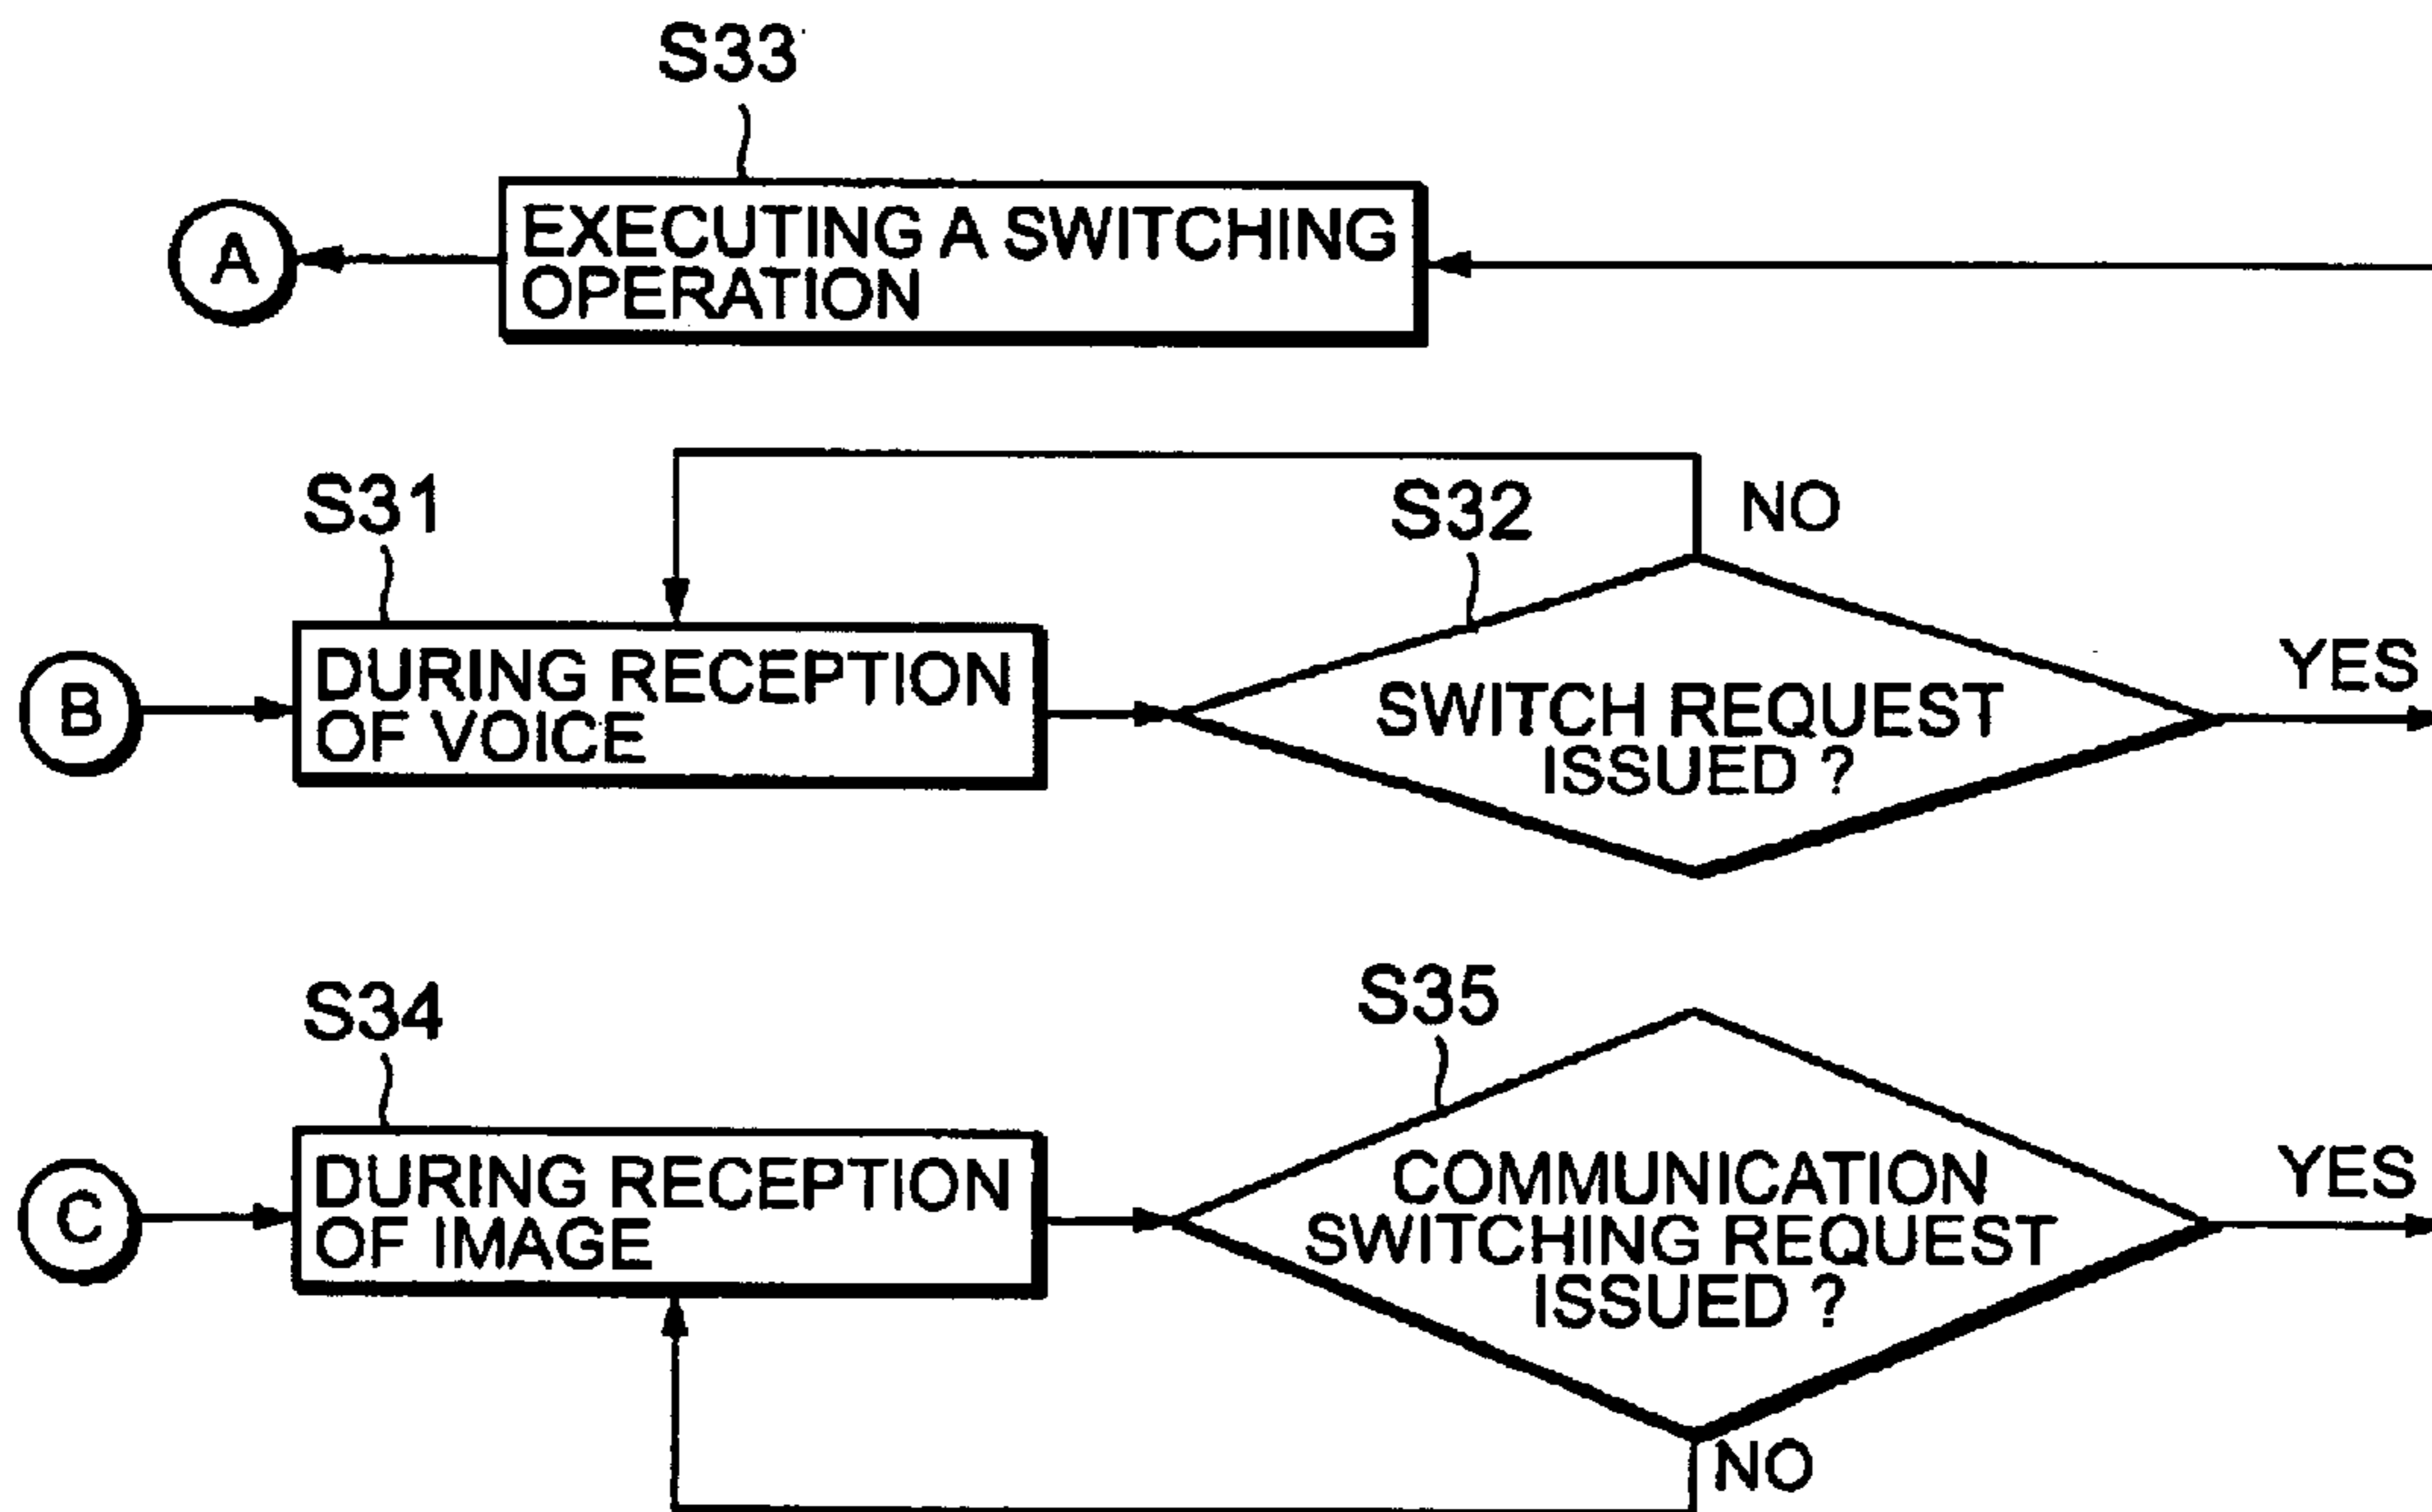 S33
A
EXECUTING A SWITCHING
OPERATION
S31
S32
NO
B
DURING RECEPTION
OF VOICE
SWITCH REQUEST
ISSUED ?
YES
S34
S35
C
DURING RECEPTION
OF IMAGE
COMMUNICATION
SWITCHING REQUEST
ISSUED ?
YES
NO